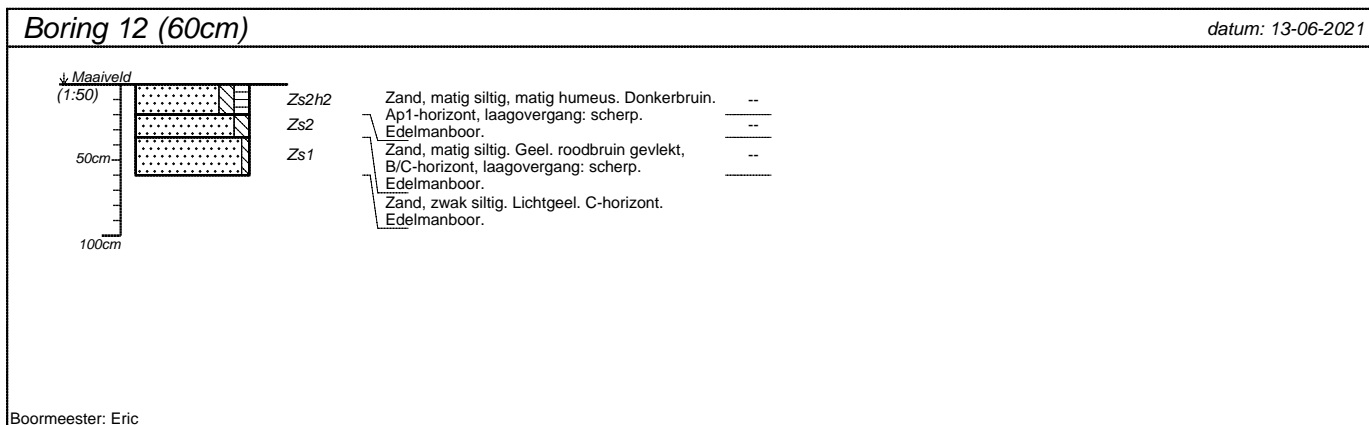 Boring 12 (60cm)
datum: 13-06-2021
Maaiveld
(1:50)
50cm
100cm
Zs2h2
Zs2
Zs1
Zand, matig siltig, matig humeus. Donkerbruin.
Ap1-horizont, laagovergang: scherp.
Edelmanboor.
--
Zand, matig siltig. Geel. roodbruin gevlekt,
B/C-horizont, laagovergang: scherp.
Edelmanboor.
--
Zand, zwak siltig. Lichtgeel. C-horizont.
Edelmanboor.
--
Boormeester: Eric